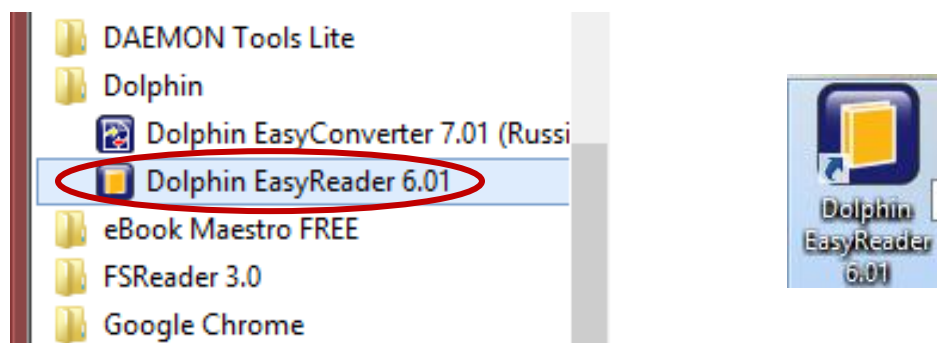 DAEMON Tools Lite
Dolphin
Dolphin EasyConverter 7.01 (Russi
Dolphin EasyReader 6.01
eBook Maestro FREE
FSReader 3.0
Google Chrome
Dolphin
EasyReader
6.01